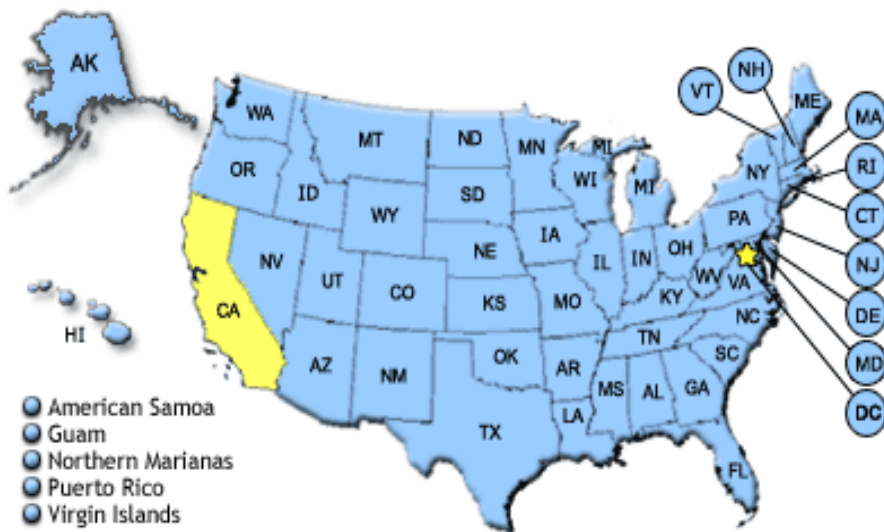 AK
NH
VT
ME
WA
MA
MT
ND
MN
MI
OR
NY
RI
WI
MI
ID
SD
WY
CT
PA
IA
NE
OH
NJ
NV
IL
IN
UT
WV
VA
CO
CA
KS
MO
KY
DE
NC
HI
TN
OK
SC
MD
AZ
NM
AR
MS
AL
GA
DC
American Samoa
LA
TX
Guam
Northern Marianas
FL
Puerto Rico
Virgin Islands